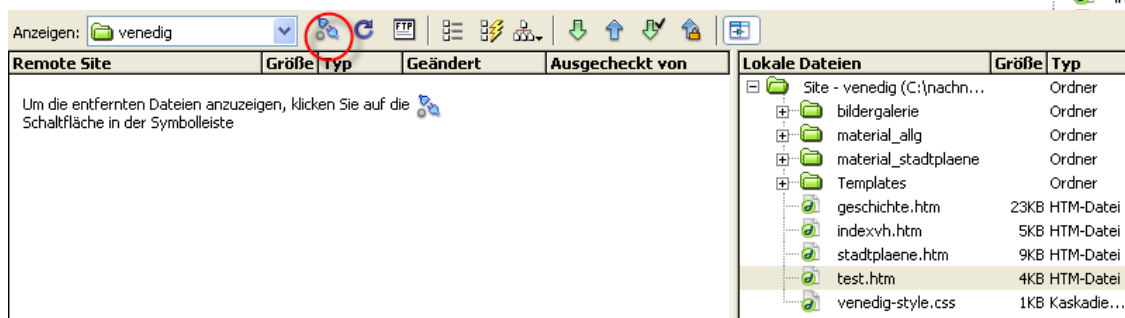 Anzeigen: venedig FTP
Remote Site Größe Typ Geändert Ausgecheckt von
Um die entfernten Dateien anzuzeigen, klicken Sie auf die
Schaltfläche in der Symbolleiste
Lokale Dateien Größe Typ
Site - venedig (C:\nachn... Ordner
bildergalerie Ordner
material_allg Ordner
material_stadtplaene Ordner
Templates Ordner
geschichte.htm 23KB HTM-Datei
indexvh.htm 5KB HTM-Datei
stadtplaene.htm 9KB HTM-Datei
test.htm 4KB HTM-Datei
venedig-style.css 1KB Kaskadie...